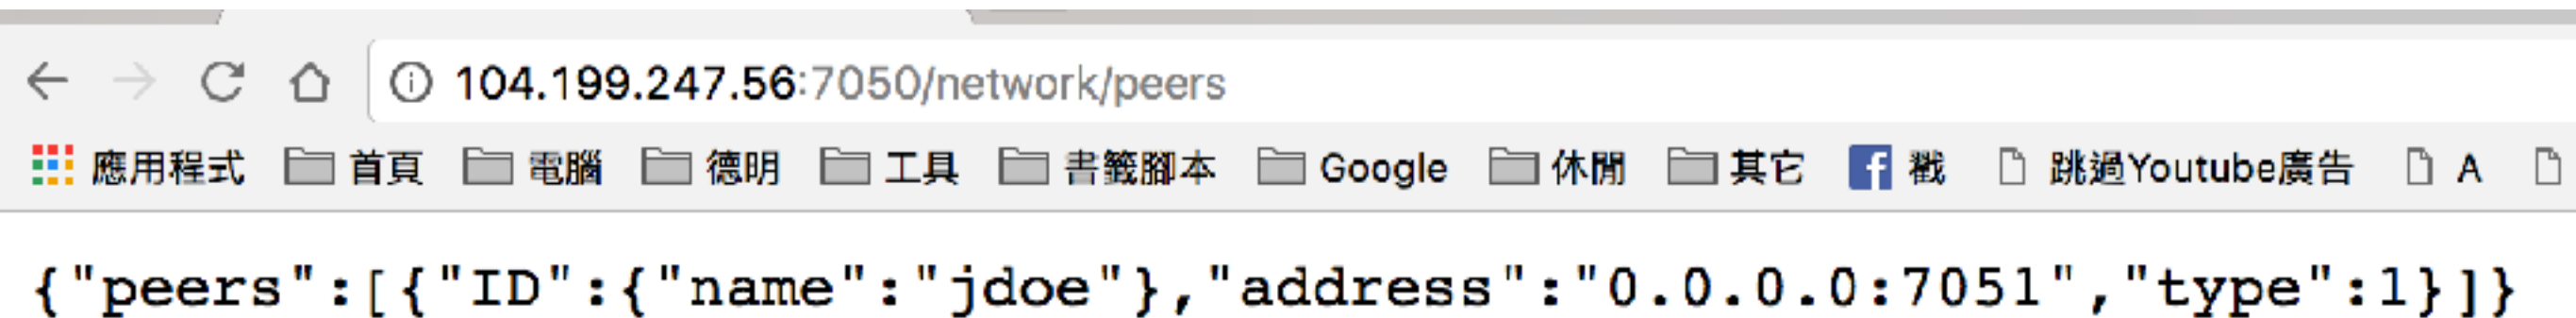 104.199.247.56:7050/network/peers
應用程式 首頁 電腦 德明 工具 書籤腳本 Google 休閒 其它 戳 跳過Youtube廣告 A
{"peers":[{"ID":{"name":"jdoe"},"address":"0.0.0.0:7051","type":1}]}